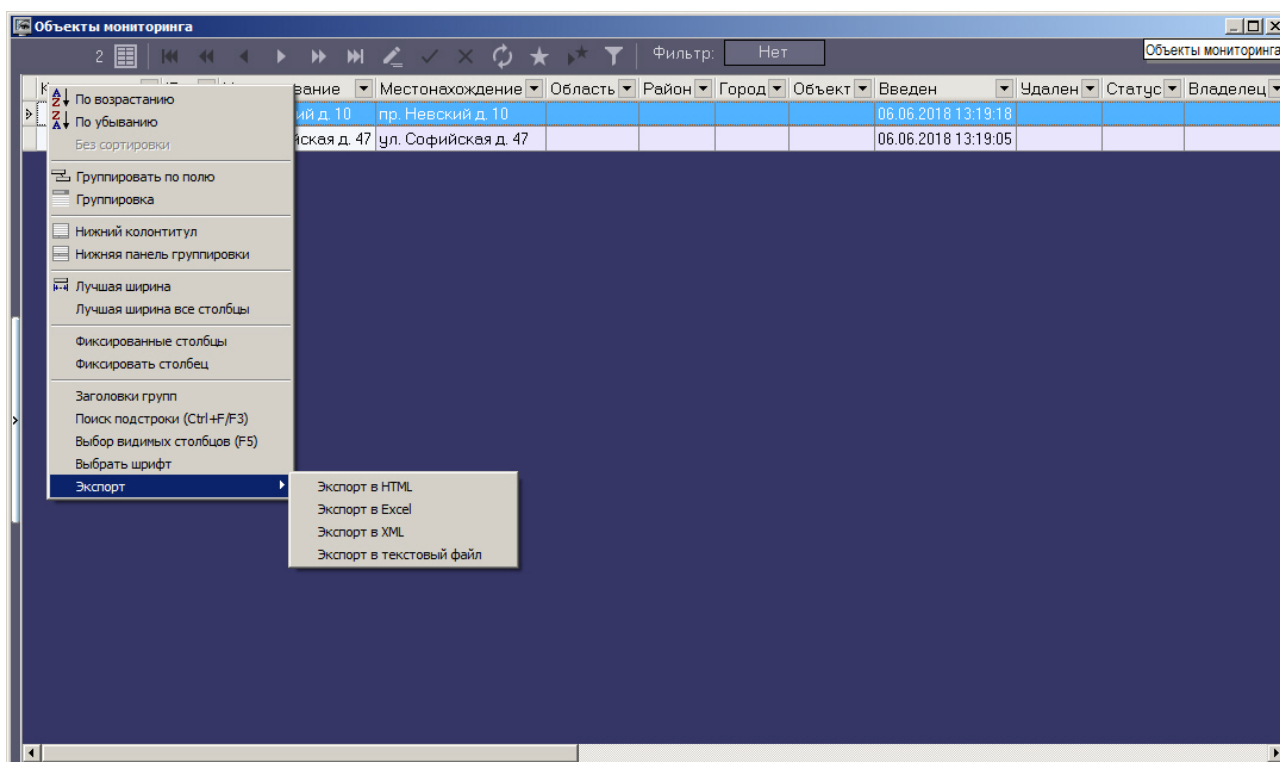 Объекты мониторинга
2 Фильтр: Нет
Объекты мониторинга
Местонахождение Область Район Город Объект Введен Удален Статус Владелец
пр. Невский д. 10 06.06.2018 13:19:18
д. 47 ул. Софийская д. 47 06.06.2018 13:19:05
По возрастанию
По убыванию
Без сортировки
Группировать по полю
Группировка
Нижний колонтитул
Нижняя панель группировки
Лучшая ширина
Лучшая ширина все столбцы
Фиксированные столбцы
Фиксировать столбец
Заголовки групп
Поиск подстроки (Ctrl+F/F3)
Выбор видимых столбцов (F5)
Выбрать шрифт
Экспорт
Экспорт в HTML
Экспорт в Excel
Экспорт в XML
Экспорт в текстовый файл